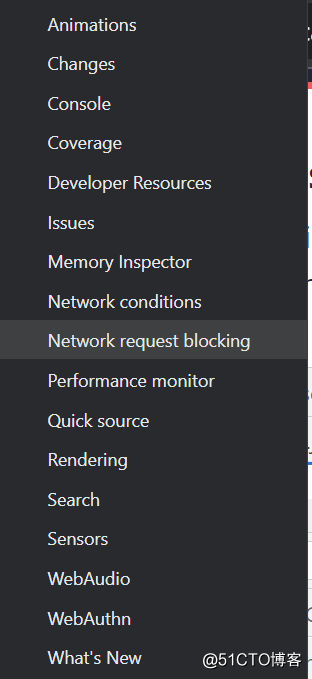 Animations
Changes
Console
Coverage
Developer Resources
Issues
Memory Inspector
Network conditions
Network request blocking
Performance monitor
Quick source
Rendering
Search
Sensors
WebAudio
WebAuthn
What's New
@51CTO博客